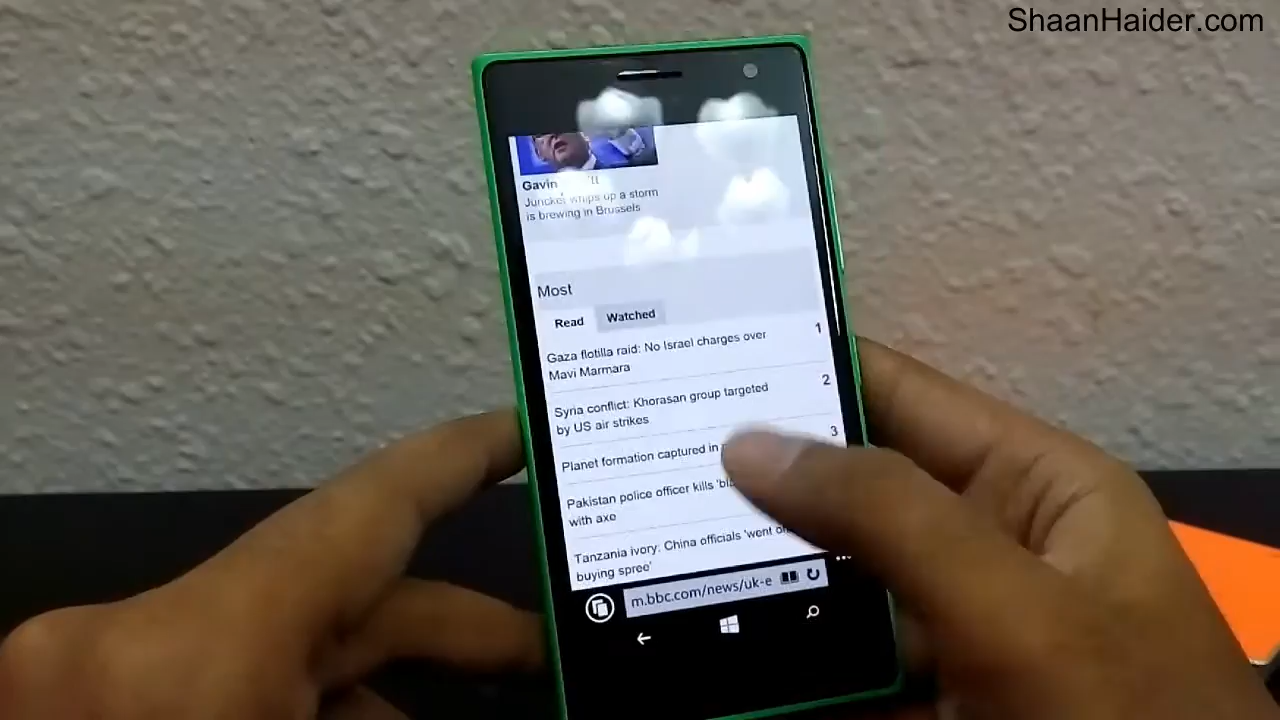 ShaanHaider.com
Gavin
Juncker whips up a storm
is brewing in Brussels
Most
Read Watched
Gaza flotilla raid: No Israel charges over
Mavi Marmara
1
Syria conflict: Khorasan group targeted
by US air strikes
2
Planet formation captured in
3
Pakistan police officer kills
with axe
Tanzania ivory: China officials 'went on
buying spree'
m.bbc.com/news/uk-e